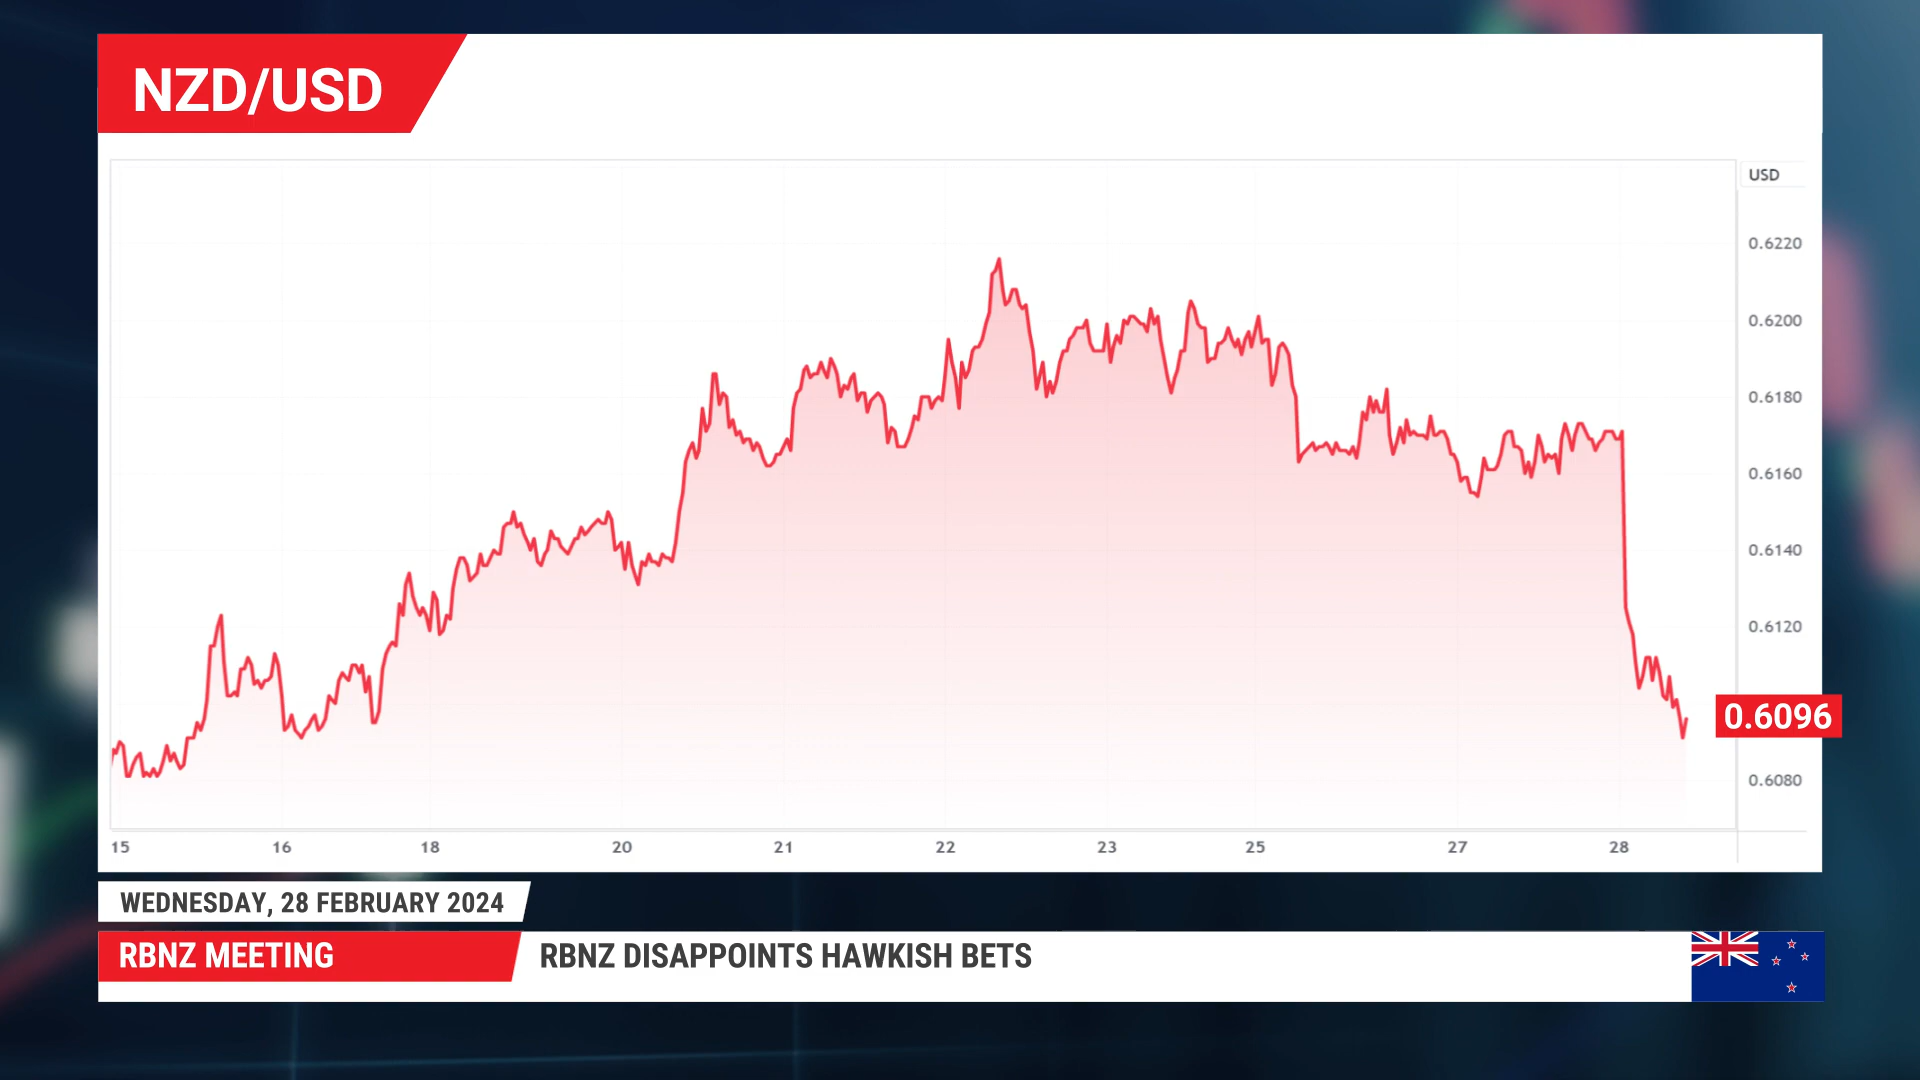 NZD/USD
USD
0.6220
0.6200
0.6180
0.6160
0.6140
0.6120
0.6096
0.6080
15 16 18 20 21 22 23 25 27 28
WEDNESDAY, 28 FEBRUARY 2024
RBNZ MEETING
RBNZ DISAPPOINTS HAWKISH BETS